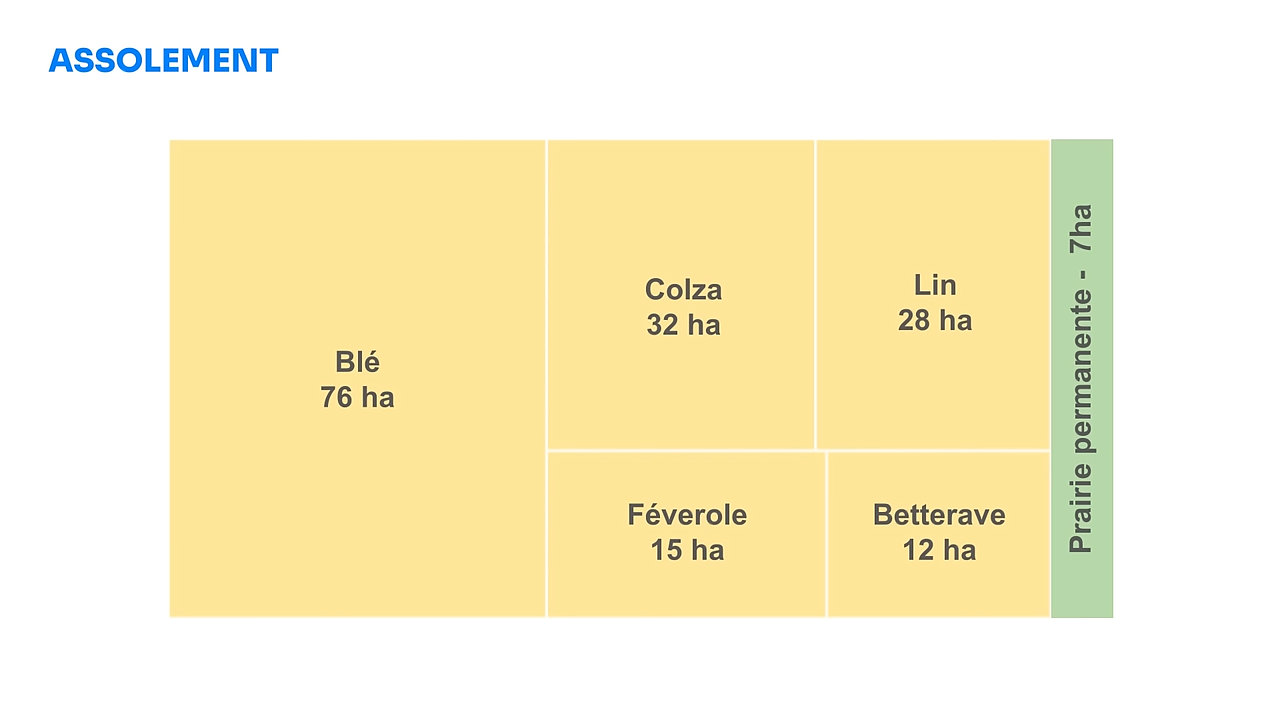 ASSOLEMENT
Blé
76 ha
Colza
32 ha
Lin
28 ha
Féverole
15 ha
Betterave
12 ha
Prairie permanente - 7ha